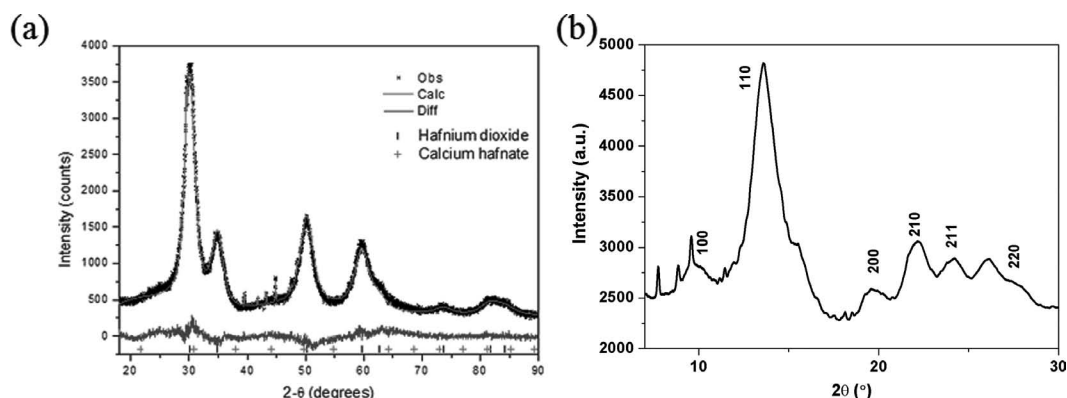 (a)
4000
3500
3000
2500
2000
1500
1000
500
0
Intensity (counts)
Obs
Calc
Diff
Hafnium dioxide
Calcium hafnate
20 30 40 50 60 70 80 90
2-θ (degrees)
(b)
5000
4500
4000
3500
3000
2500
2000
Intensity (a.u.)
100
110
200
210
211
220
10 20 30
2θ (°)